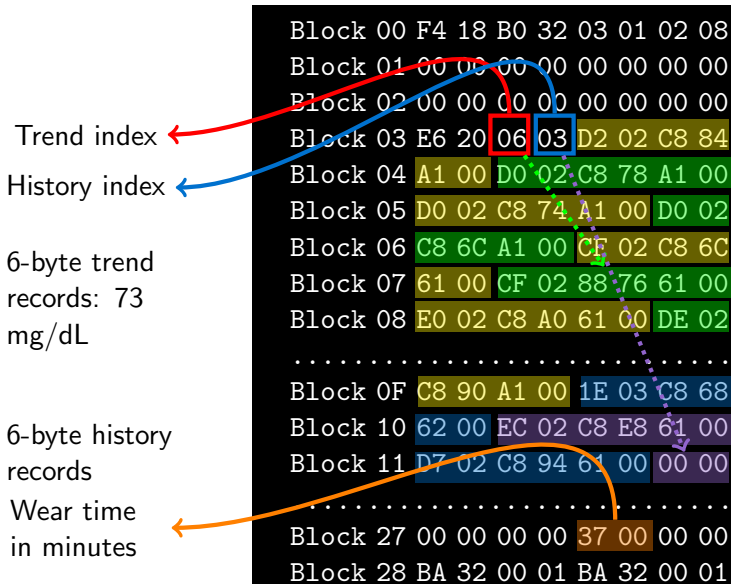 Block 00 F4 18 B0 32 03 01 02 08
Block 01 00 00 00 00 00 00 00 00
Block 02 00 00 00 00 00 00 00 00
Trend index
Block 03 E6 20 06 03 D2 02 C8 84
History index
Block 04 A1 00 D0 02 C8 78 A1 00
Block 05 D0 02 C8 74 A1 00 D0 02
6-byte trend
records: 73
mg/dL
Block 06 C8 6C A1 00 CF 02 C8 6C
Block 07 61 00 CF 02 88 76 61 00
Block 08 E0 02 C8 A0 61 00 DE 02
..............................
Block 0F C8 90 A1 00 1E 03 C8 68
6-byte history
records
Block 10 62 00 EC 02 C8 E8 61 00
Block 11 D7 02 C8 94 61 00 00 00
..............................
Wear time
in minutes
Block 27 00 00 00 00 37 00 00 00
Block 28 BA 32 00 01 BA 32 00 01